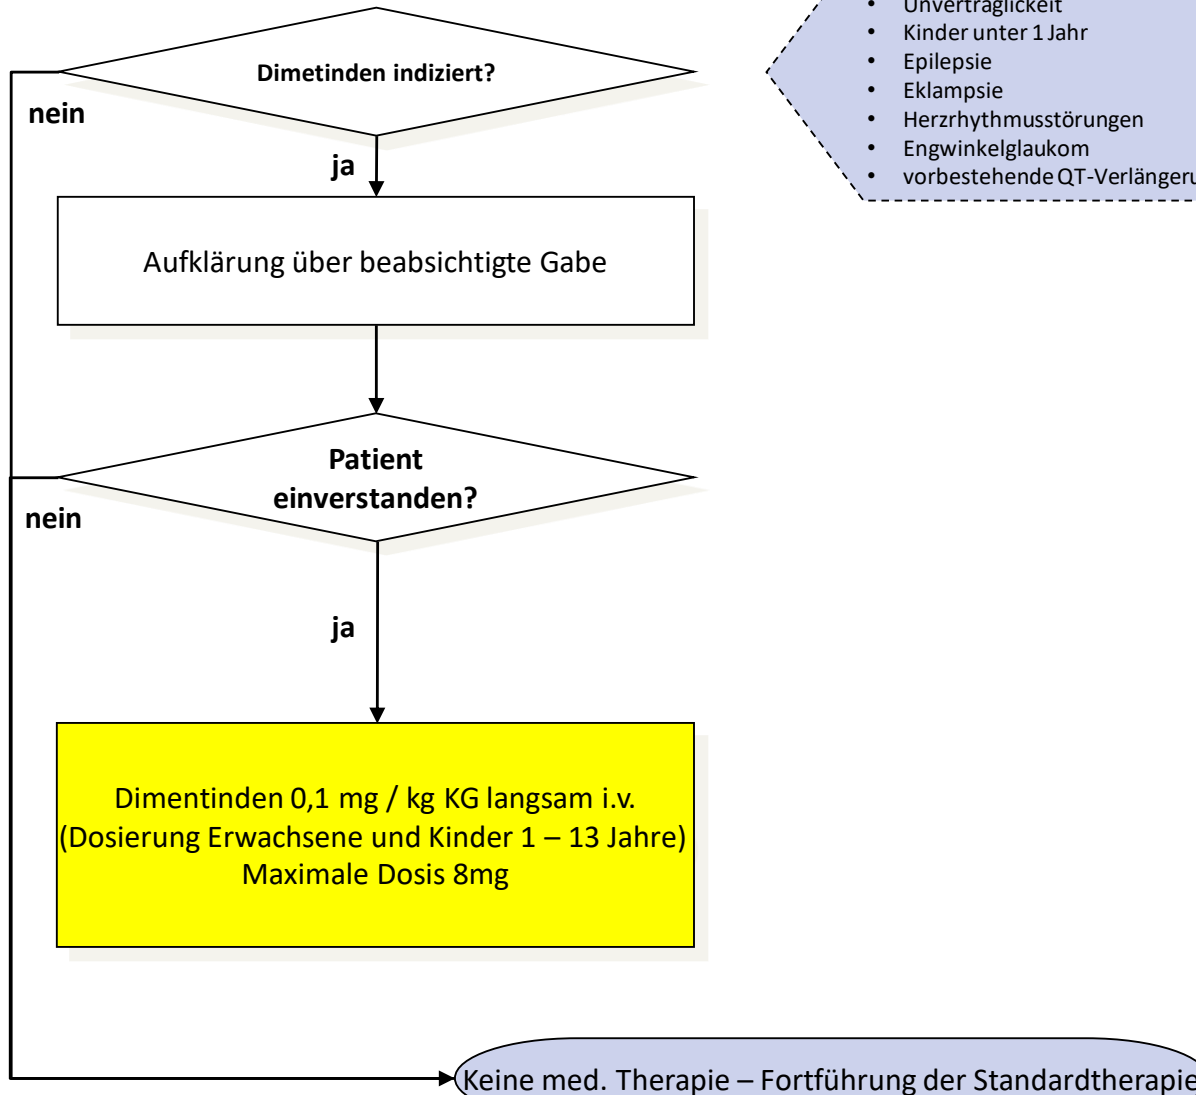 Unverträglickeit
• Kinder unter 1 Jahr
• Epilepsie
• Eklampsie
• Herzrhythmusstörungen
• Engwinkelglaukom
• vorbestehende QT-Verlängeru
Dimetinden indiziert?
nein
ja
Aufklärung über beabsichtigte Gabe
Patient
einverstanden?
nein
ja
Dimentinden 0,1 mg / kg KG langsam i.v.
(Dosierung Erwachsene und Kinder 1 – 13 Jahre)
Maximale Dosis 8mg
Keine med. Therapie – Fortführung der Standardtherapie